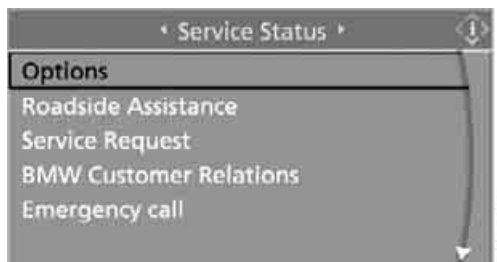 Service Status
Options
Roadside Assistance
Service Request
BMW Customer Relations
Emergency call